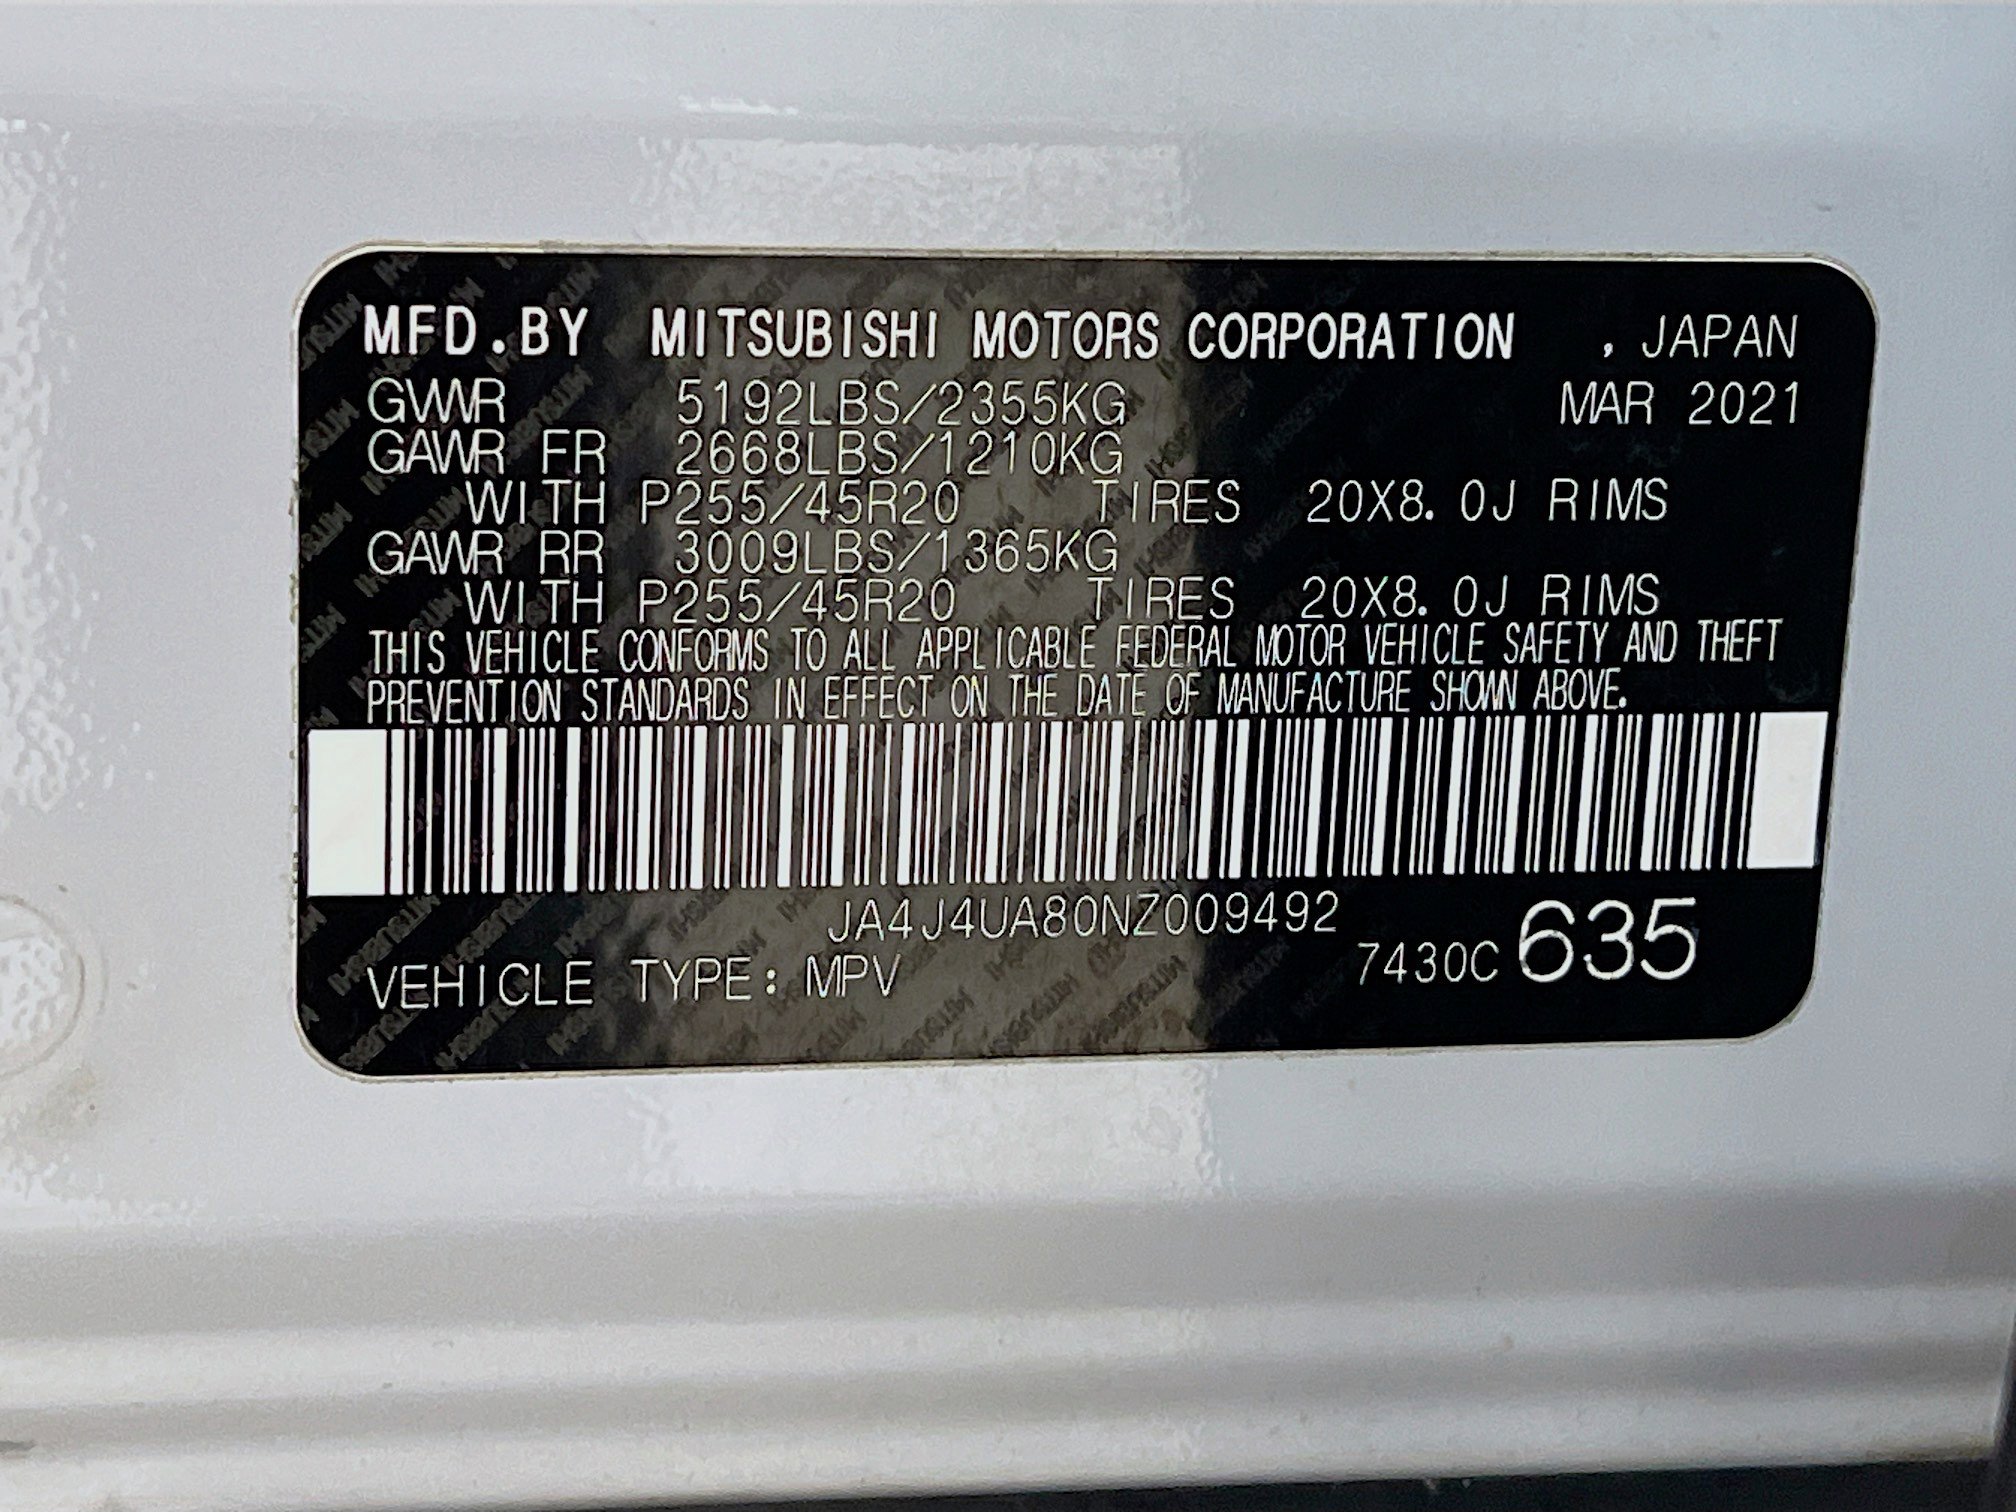 MFD.BY MITSUBISHI MOTORS CORPORATION , JAPAN
GVWR 5192LBS/2355KG MAR 2021
GAWR FR 2668LBS/1210KG
WITH P255/45R20 TIRES 20X8.0J RIMS
GAWR RR 3009LBS/1365KG
WITH P255/45R20 TIRES 20X8.0J RIMS
THIS VEHICLE CONFORMS TO ALL APPLICABLE FEDERAL MOTOR VEHICLE SAFETY AND THEFT
PREVENTION STANDARDS IN EFFECT ON THE DATE OF MANUFACTURE SHOWN ABOVE.
JA4J4UA80NZ009492
VEHICLE TYPE: MPV 7430C 635